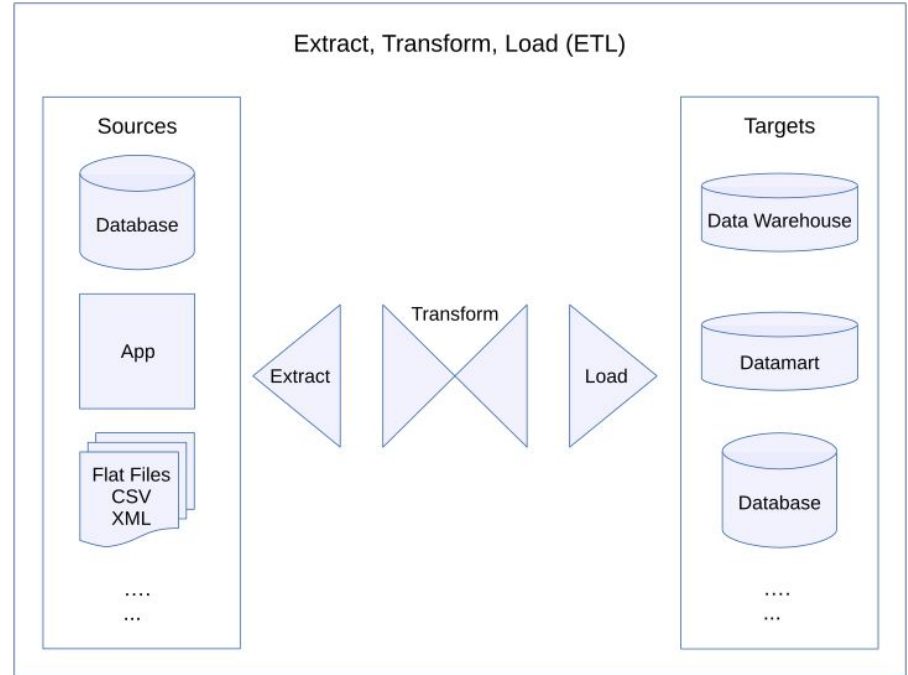 Extract, Transform, Load (ETL)
Sources
Database
App
Flat Files
CSV
XML
....
...
Extract
Transform
Load
Targets
Data Warehouse
Datamart
Database
....
...